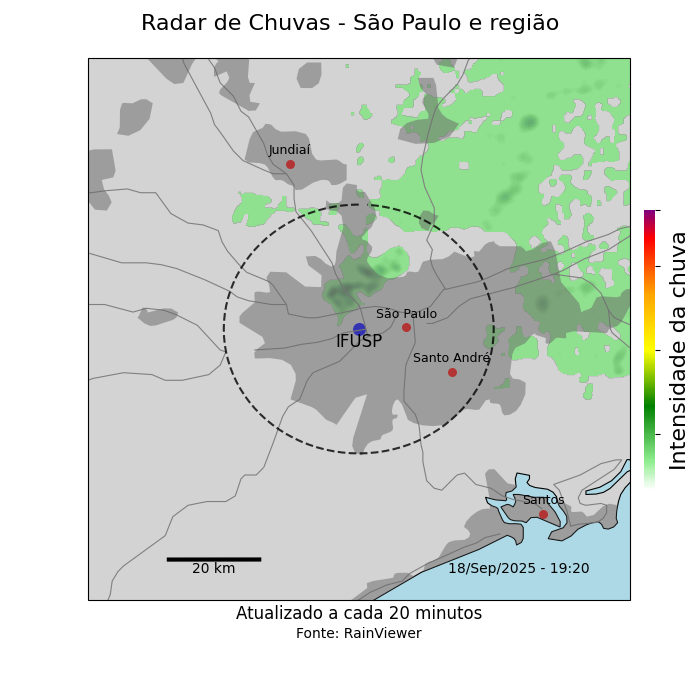 Radar de Chuvas - São Paulo e região
Jundiaí
São Paulo
IFUSP
Santo André
Intensidade da chuva
Santos
20 km
18/Sep/2025 - 19:20
Atualizado a cada 20 minutos
Fonte: RainViewer